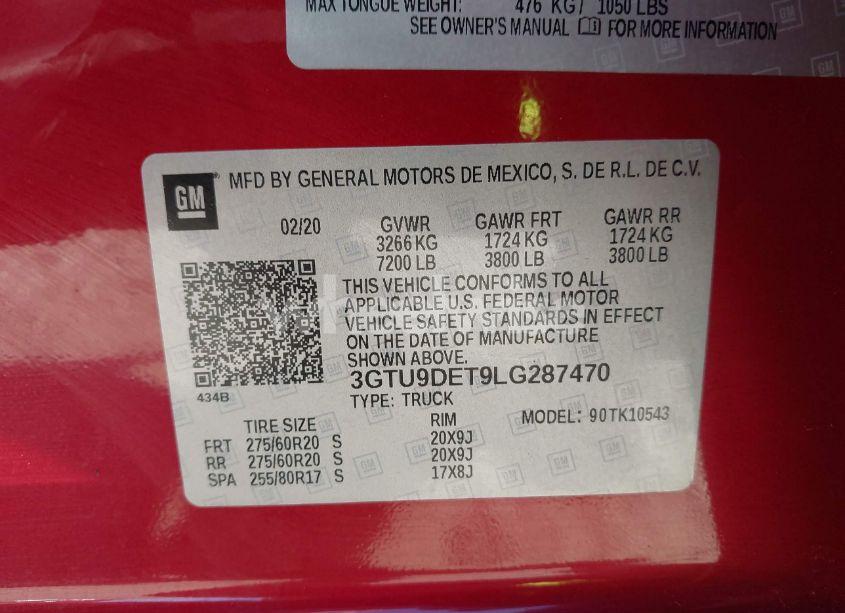 MAX TONGUE WEIGHT: 476 KG / 1050 LBS
SEE OWNER'S MANUAL FOR MORE INFORMATION
GM MFD BY GENERAL MOTORS DE MEXICO, S. DE R.L. DE C.V.
02/20 GVWR GAWR FRT GAWR RR
3266 KG 1724 KG 1724 KG
7200 LB 3800 LB 3800 LB
THIS VEHICLE CONFORMS TO ALL
APPLICABLE U.S. FEDERAL MOTOR
VEHICLE SAFETY STANDARDS IN EFFECT
ON THE DATE OF MANUFACTURE
SHOWN ABOVE.
3GTU9DET9LG287470
434B
TYPE: TRUCK MODEL: 90TK10543
TIRE SIZE RIM
FRT 275/60R20 S 20X9J
RR 275/60R20 S 20X9J
SPA 255/80R17 S 17X8J